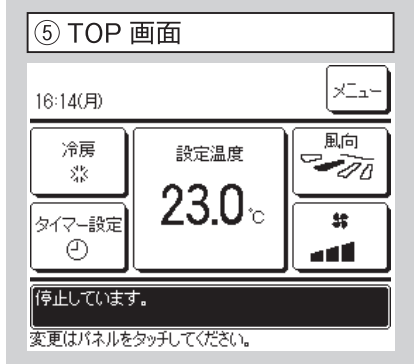 ⑤ TOP 画面
16:14(月)
メニュー
冷房
設定温度
風向
タイマー設定
23.0℃
停止しています。
変更はパネルをタッチしてください。